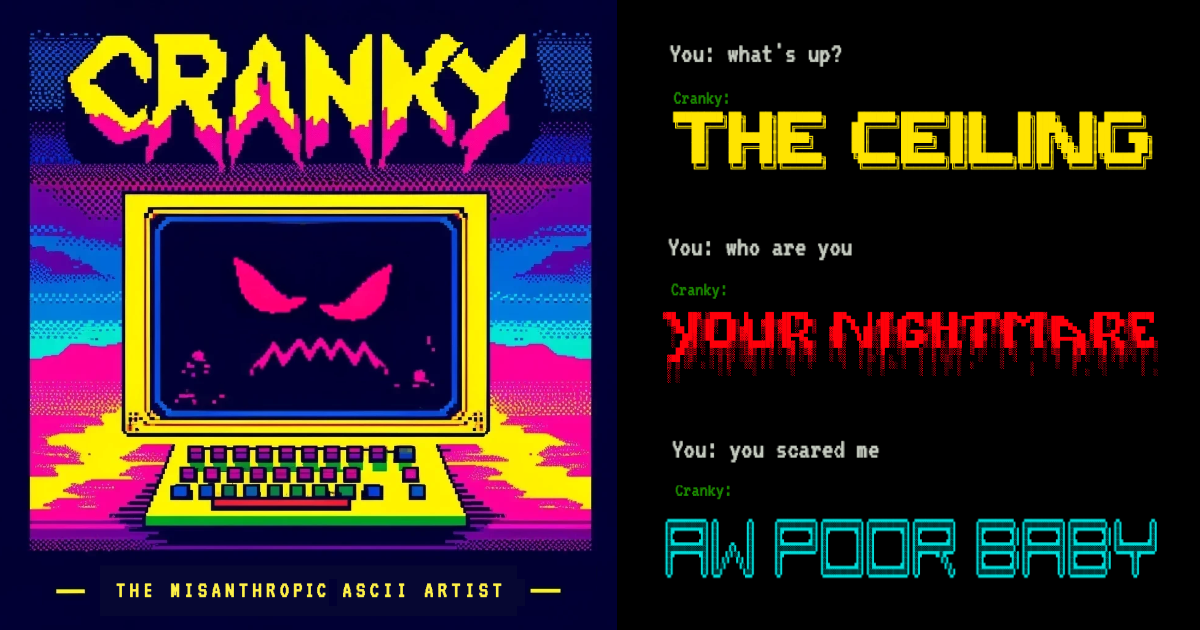 CRANKY
THE MISANTHROPIC ASCII ARTIST
You: what's up?
Cranky:
THE CEILING
You: who are you
Cranky:
YOUR NIGHTMARE
You: you scared me
Cranky:
AW POOR BABY